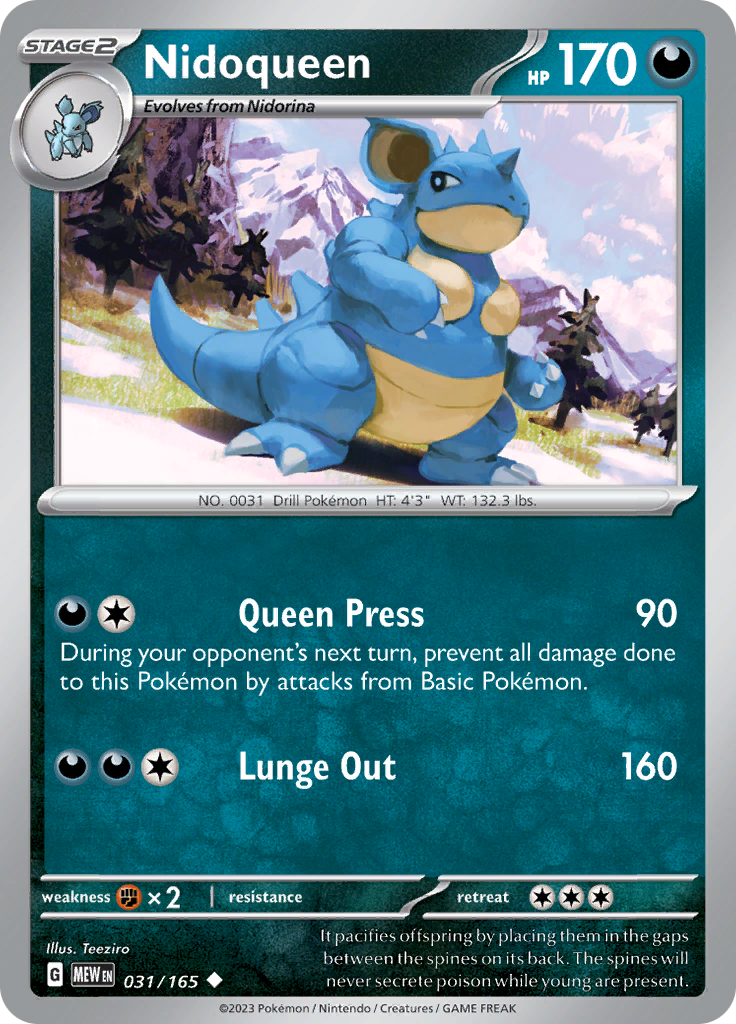 STAGE2
Nidoqueen
HP 170
Evolves from Nidorina
NO. 0031 Drill Pokémon HT: 4'3" WT: 132.3 lbs.
Queen Press 90
During your opponent's next turn, prevent all damage done
to this Pokémon by attacks from Basic Pokémon.
Lunge Out 160
weakness ×2 resistance retreat
Illus. Teeziro
G MEW EN 031/165
It pacifies offspring by placing them in the gaps
between the spines on its back. The spines will
never secrete poison while young are present.
©2023 Pokémon / Nintendo / Creatures / GAME FREAK